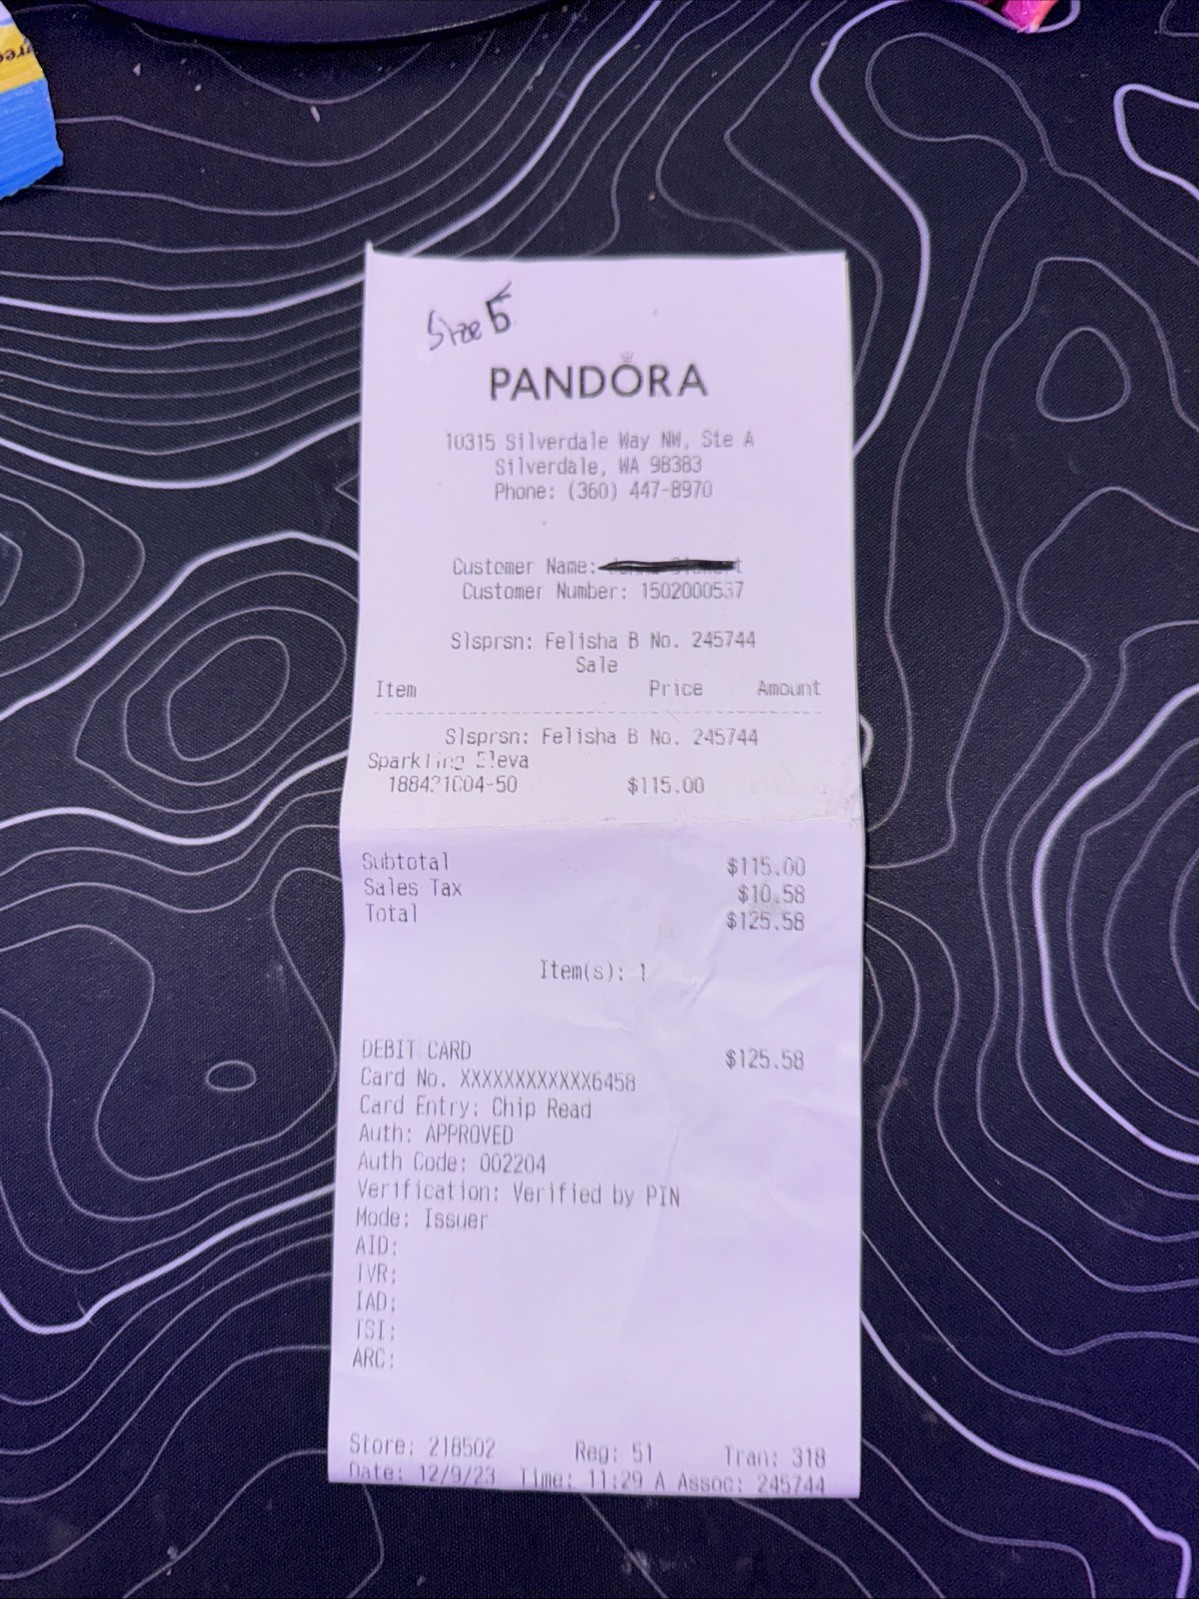 Size 5
PANDORA
10315 Silverdale Way NW, Ste A
Silverdale, WA 98383
Phone: (360) 447-8970
Customer Name:
Customer Number: 1502000537
Slsprsn: Felisha B No. 245744
Sale
Item Price Amount
Slsprsn: Felisha B No. 245744
Sparkling Eleva
$115.00
Subtotal $115.00
Sales Tax $10.58
Total $125.58
Item(s): 1
DEBIT CARD $125.58
Card No. XXXXXXXXXXXX6458
Card Entry: Chip Read
Auth: APPROVED
Auth Code: 002204
Verification: Verified by PIN
Mode: Issuer
AID:
TVR:
IAD:
TSI:
ARC:
Store: 218502 Reg: 51 Tran: 318
Date: 12/9/23 Time: 11:29 A Assoc: 245744